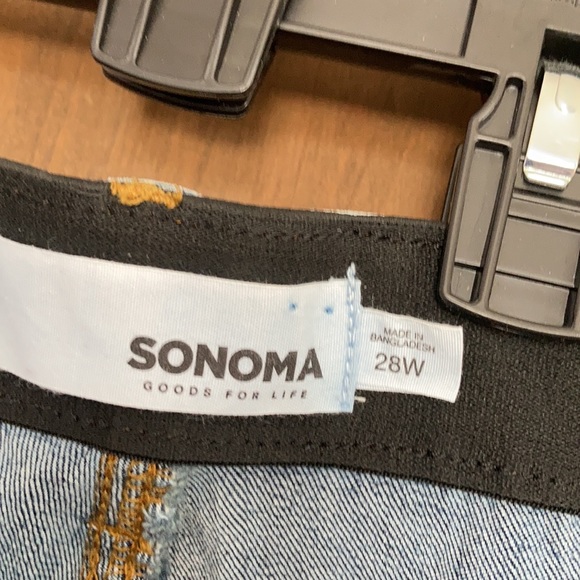 SONOMA
GOODS FOR LIFE
MADE IN
BANGLADESH
28W